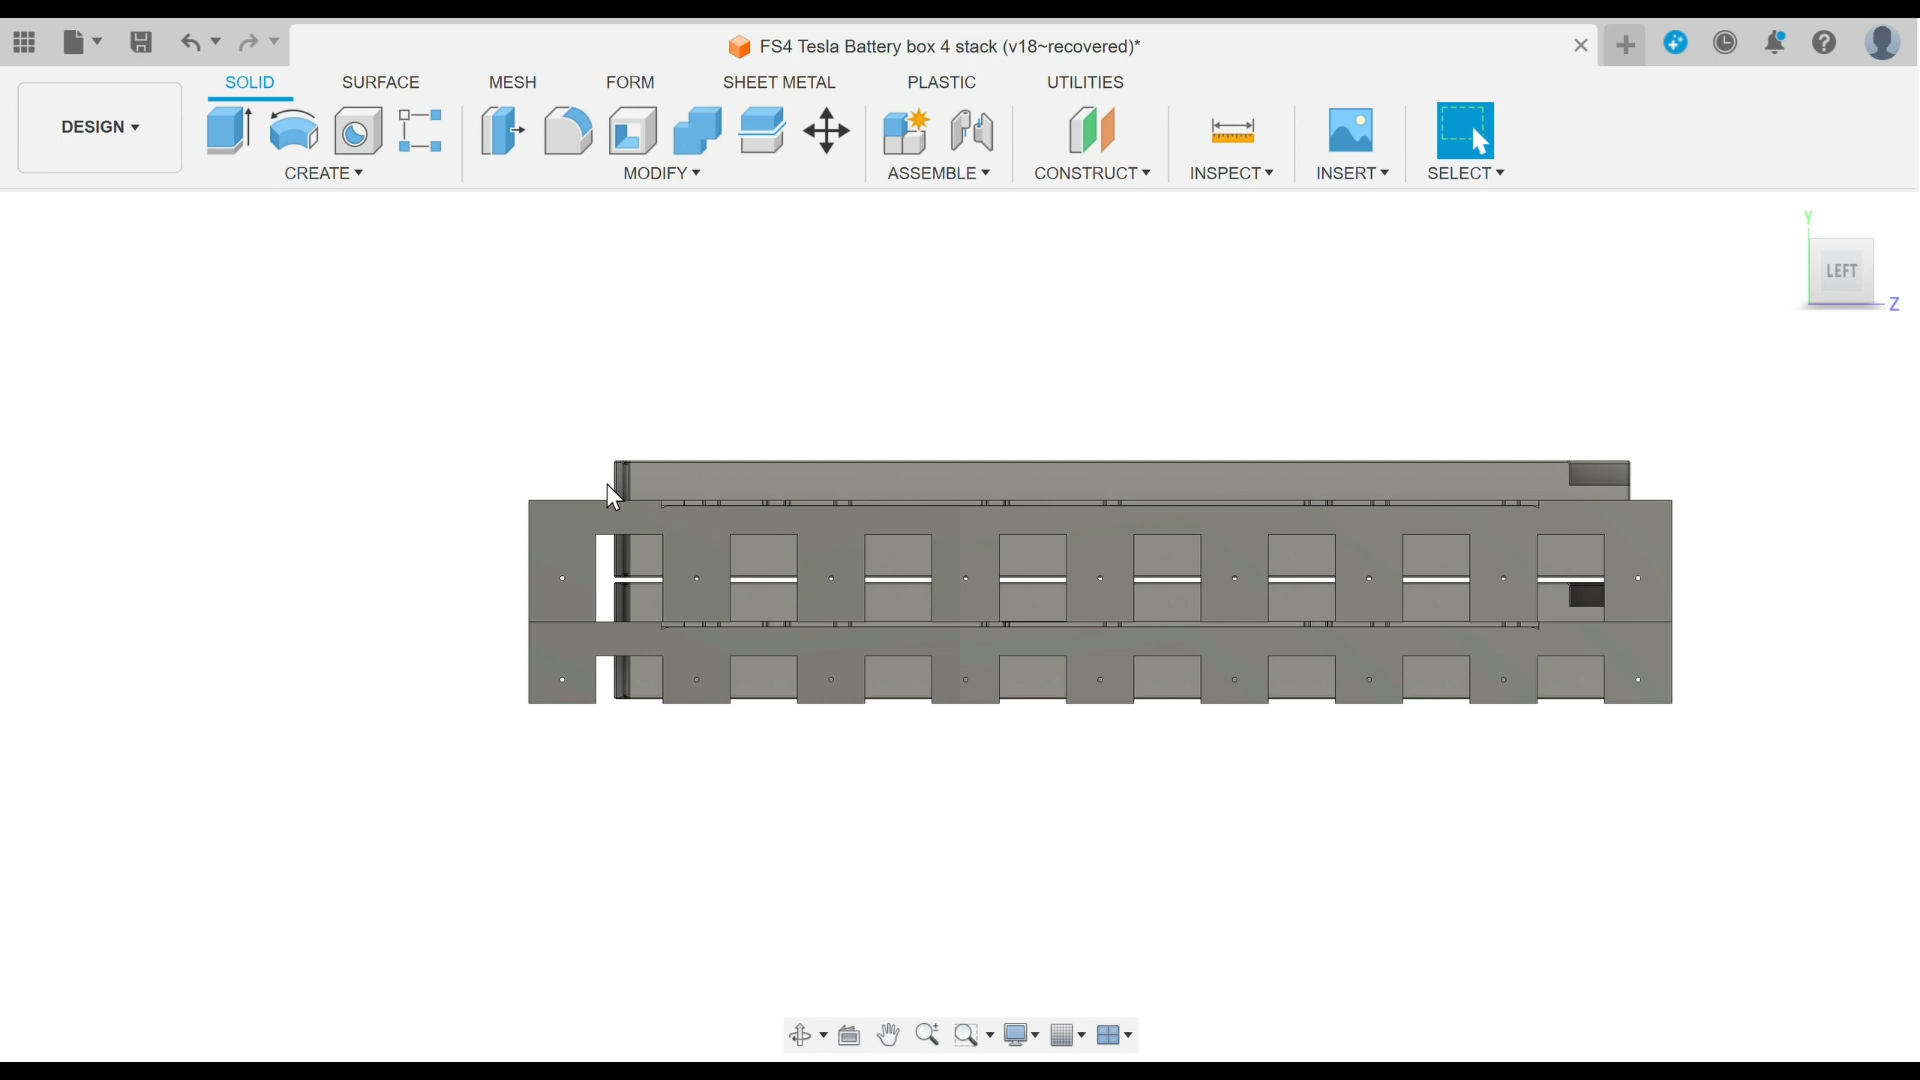 FS4 Tesla Battery box 4 stack (v18~recovered)*
SOLID SURFACE MESH FORM SHEET METAL PLASTIC UTILITIES
DESIGN
CREATE MODIFY ASSEMBLE CONSTRUCT INSPECT INSERT SELECT
Y
LEFT
Z